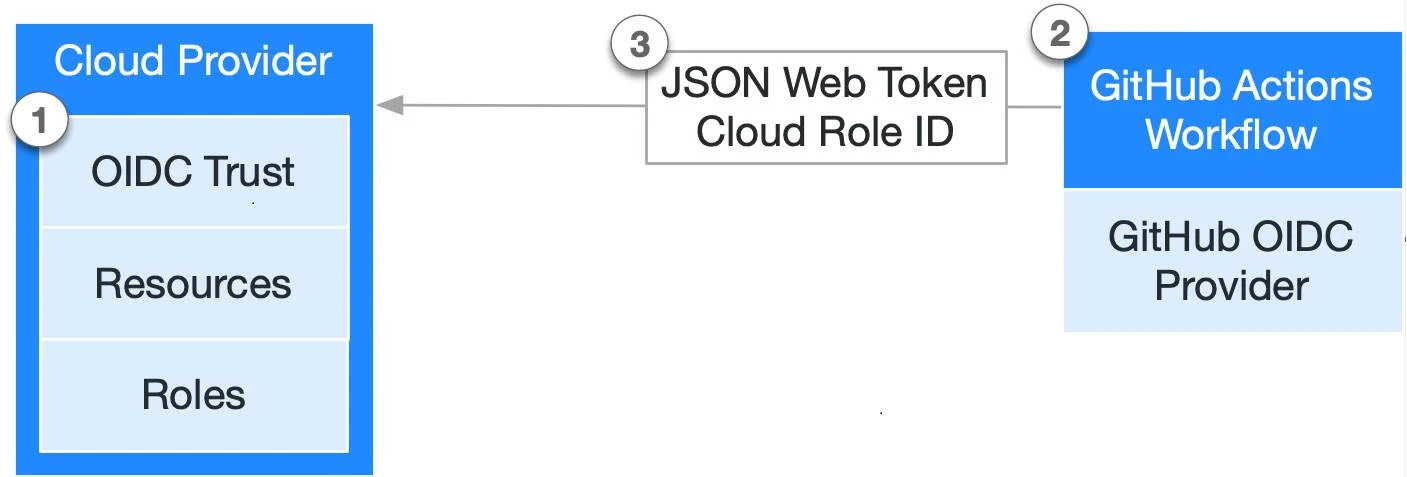 Cloud Provider
1
OIDC Trust
Resources
Roles
3
JSON Web Token
Cloud Role ID
2
GitHub Actions
Workflow
GitHub OIDC
Provider